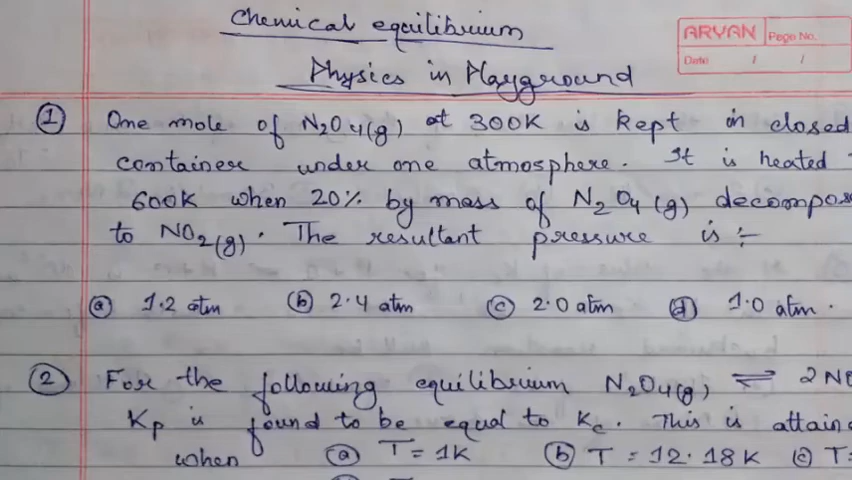 Chemical equilibrium
ARYAN Page No.
Date / /
Physics in Playground
① One mole of N₂O₄(g) at 300K is kept in closed
container under one atmosphere. It is heated
600K when 20% by mass of N₂O₄(g) decompos
to NO₂(g). The resultant pressure is :-
ⓐ 1.2 atm ⓑ 2.4 atm ⓒ 2.0 atm ⓓ 1.0 atm.
② For the following equilibrium N₂O₄(g) ⇌ 2NO
Kp is found to be equal to Kc. This is attain
when ⓐ T = 1K ⓑ T = 12.18K ⓒ T=